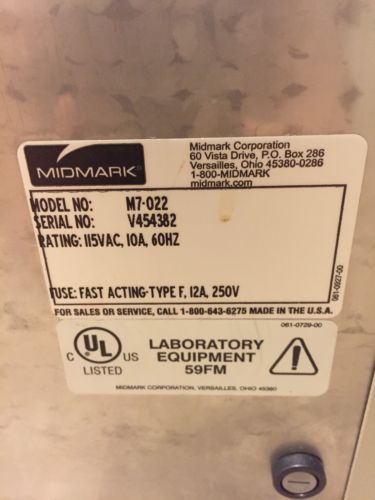 MIDMARK®
Midmark Corporation
60 Vista Drive, P.O. Box 286
Versailles, Ohio 45380-0286
1-800-MIDMARK
midmark.com
MODEL NO: M7-022
SERIAL NO: V454382
RATING: 115VAC, 10A, 60HZ
FUSE: FAST ACTING-TYPE F, 12A, 250V
061-0927-00
FOR SALES OR SERVICE, CALL 1-800-643-6275 MADE IN THE U.S.A.
061-0729-00
C UL US
LISTED
LABORATORY
EQUIPMENT
59FM
MIDMARK CORPORATION, VERSAILLES, OHIO 45380